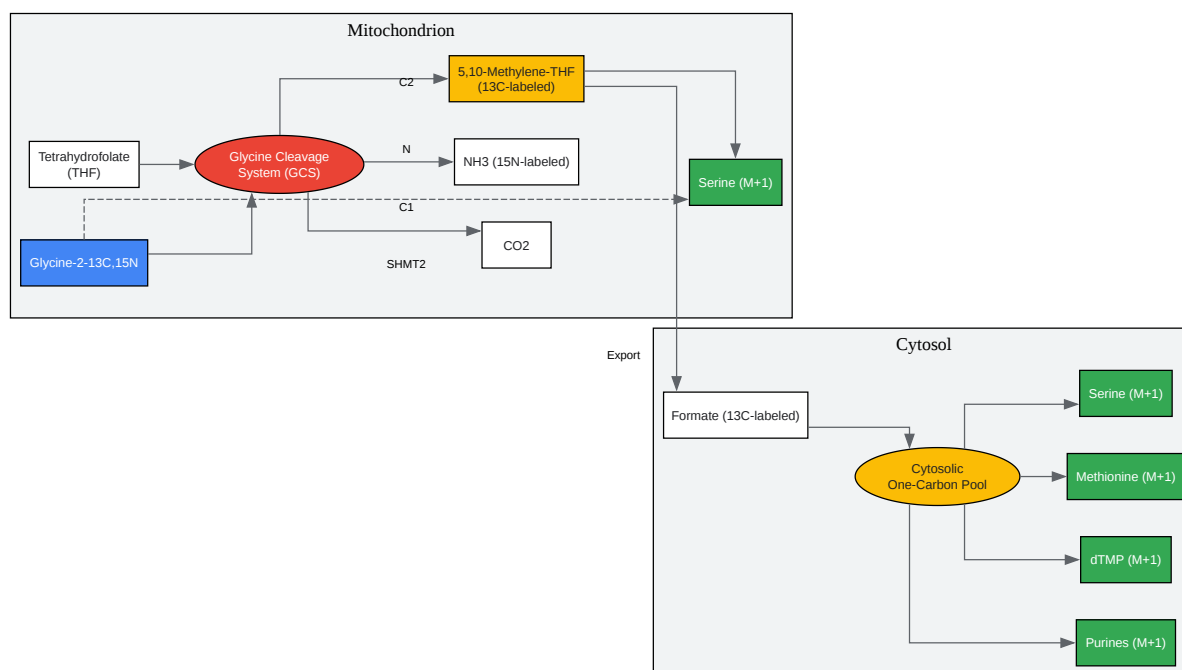 Mitochondrion
C2
5,10-Methylene-THF
(13C-labeled)
Tetrahydrofolate
(THF)
Glycine Cleavage
System (GCS)
N
NH3 (15N-labeled)
Serine (M+1)
C1
Glycine-2-13C,15N
CO2
SHMT2
Export
Cytosol
Formate (13C-labeled)
Serine (M+1)
Cytosolic
One-Carbon Pool
Methionine (M+1)
dTMP (M+1)
Purines (M+1)